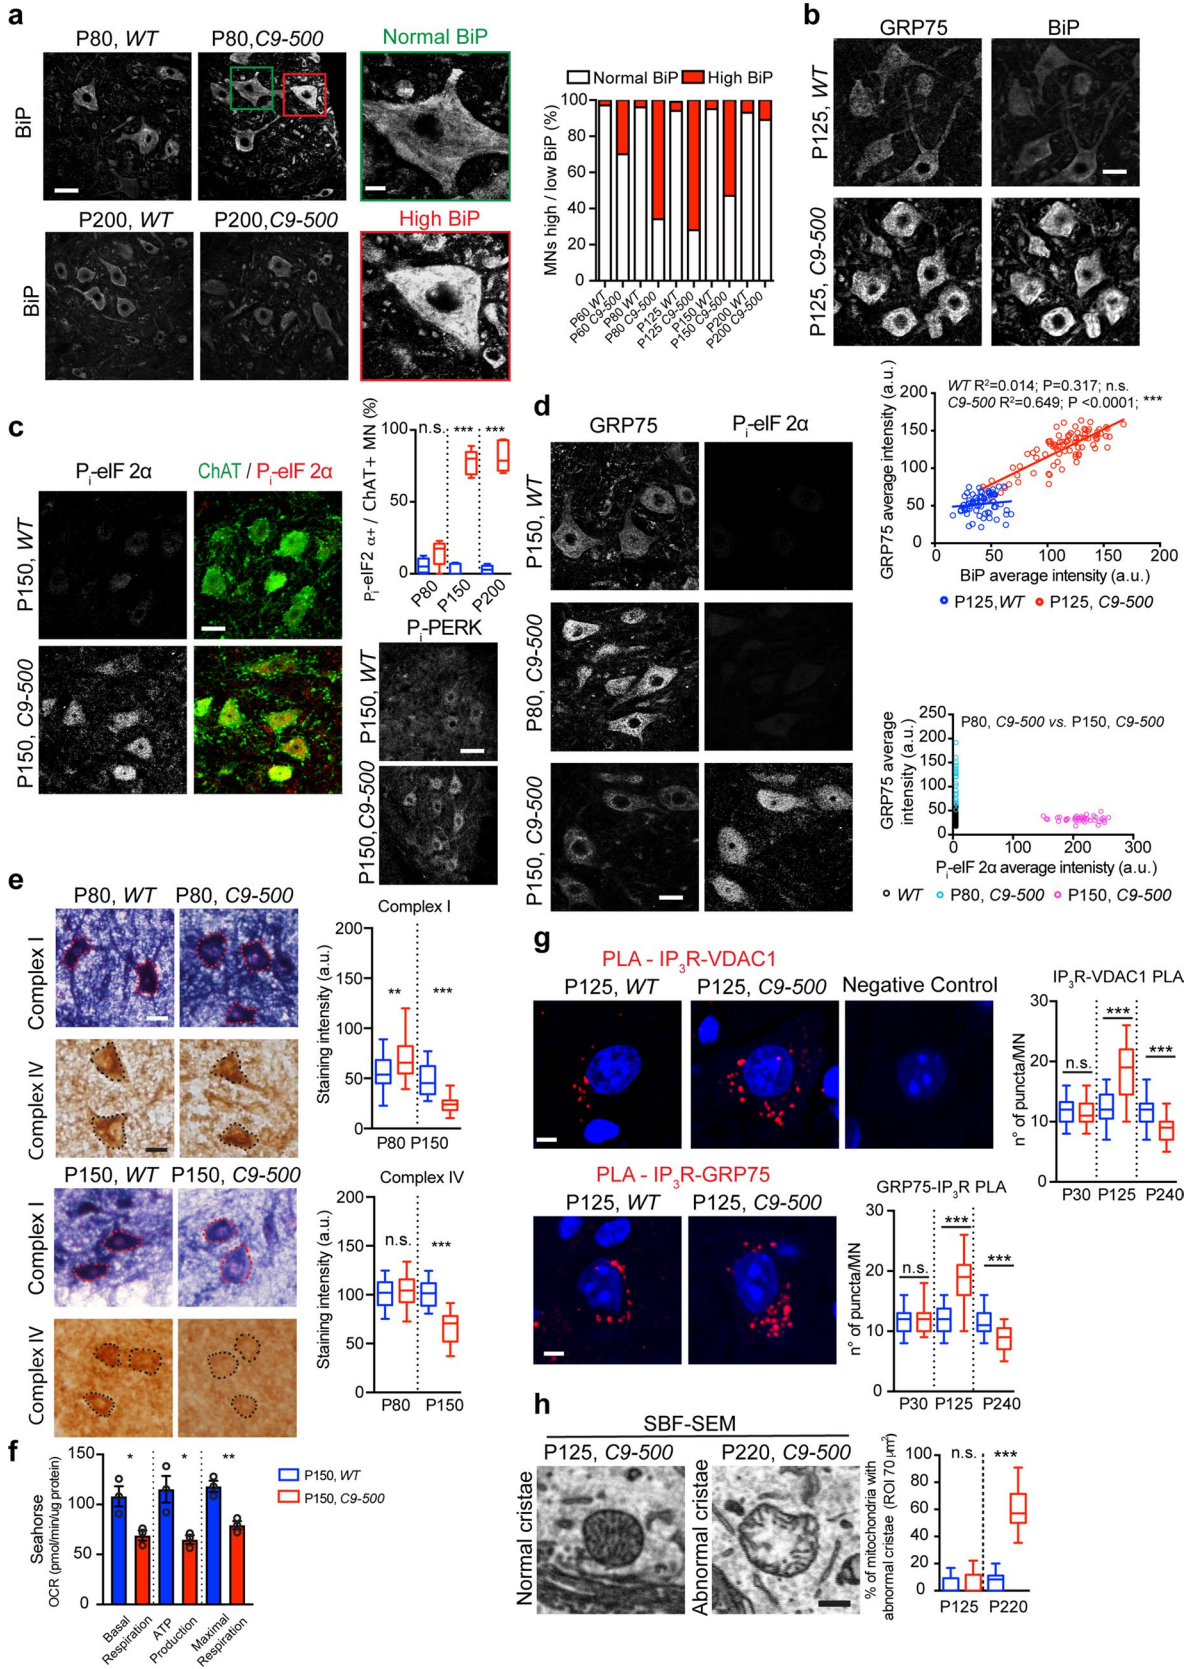 a
P80, WT
P80,C9-500
Normal BiP
BiP
P200, WT
P200,C9-500
High BiP
BiP
Normal BiP
High BiP
MNs high / low BiP (%)
100
80
60
40
20
0
P60 WT
P60 C9-500
P80 WT
P80 C9-500
P125 WT
P125 C9-500
P150 WT
P150 C9-500
P200 WT
P200 C9-500
b
GRP75
BiP
P125, WT
P125, C9-500
WT R²=0.014; P=0.317; n.s.
C9-500 R²=0.649; P <0.0001; ***
GRP75 average intensity (a.u.)
200
150
100
50
0
0
50
100
150
200
BiP average intensity (a.u.)
P125,WT
P125, C9-500
c
Pi-eIF 2α
ChAT / Pi-eIF 2α
P150, WT
P150, C9-500
Pi-eIF2 α+ / ChAT+ MN (%)
100
50
0
n.s.
***
***
P80
P150
P200
Pi-PERK
P150, WT
P150,C9-500
d
GRP75
Pi-eIF 2α
P150, WT
P80, C9-500
P150, C9-500
P80, C9-500 vs. P150, C9-500
GRP75 average
intensity (a.u.)
250
200
150
100
50
0
0
100
200
300
Pi-eIF 2α average intenisty (a.u.)
WT
P80, C9-500
P150, C9-500
e
P80, WT
P80, C9-500
Complex I
Complex IV
P150, WT
P150, C9-500
Complex I
Complex IV
Complex I
Staining intensity (a.u.)
200
150
100
50
0
**
***
P80
P150
Complex IV
Staining intensity (a.u.)
200
150
100
50
0
n.s.
***
P80
P150
f
Seahorse
OCR (pmol/min/ug protein)
150
100
50
0
*
*
**
Basal
Respiration
ATP
Production
Maximal
Respiration
P150, WT
P150, C9-500
g
PLA - IP₃R-VDAC1
P125, WT
P125, C9-500
Negative Control
IP₃R-VDAC1 PLA
n° of puncta/MN
30
20
10
0
n.s.
***
***
P30
P125
P240
PLA - IP₃R-GRP75
P125, WT
P125, C9-500
GRP75-IP₃R PLA
n° of puncta/MN
30
20
10
0
n.s.
***
***
P30
P125
P240
h
SBF-SEM
P125, C9-500
P220, C9-500
Normal cristae
Abnormal cristae
% of mitochondria with
abnormal cristae (ROI 70 μm²)
100
80
60
40
20
0
n.s.
***
P125
P220